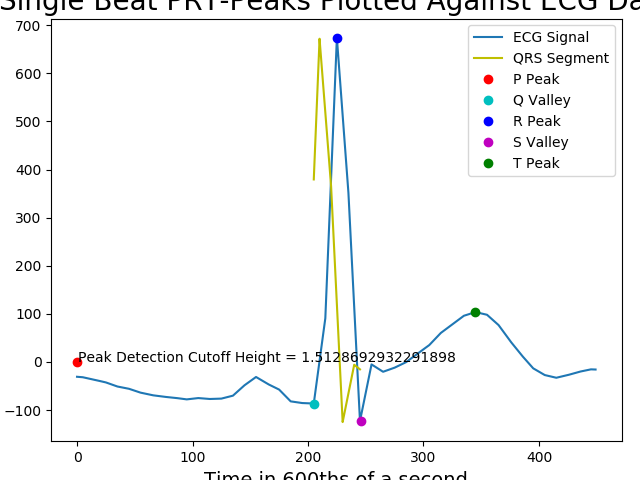 Single Beat PRT-Peaks Plotted Against ECG Da
700
600
500
400
300
200
100
0
−100
ECG Signal
QRS Segment
P Peak
Q Valley
R Peak
S Valley
T Peak
Peak Detection Cutoff Height = 1.5128692932291898
0 100 200 300 400
Time in 600ths of a second